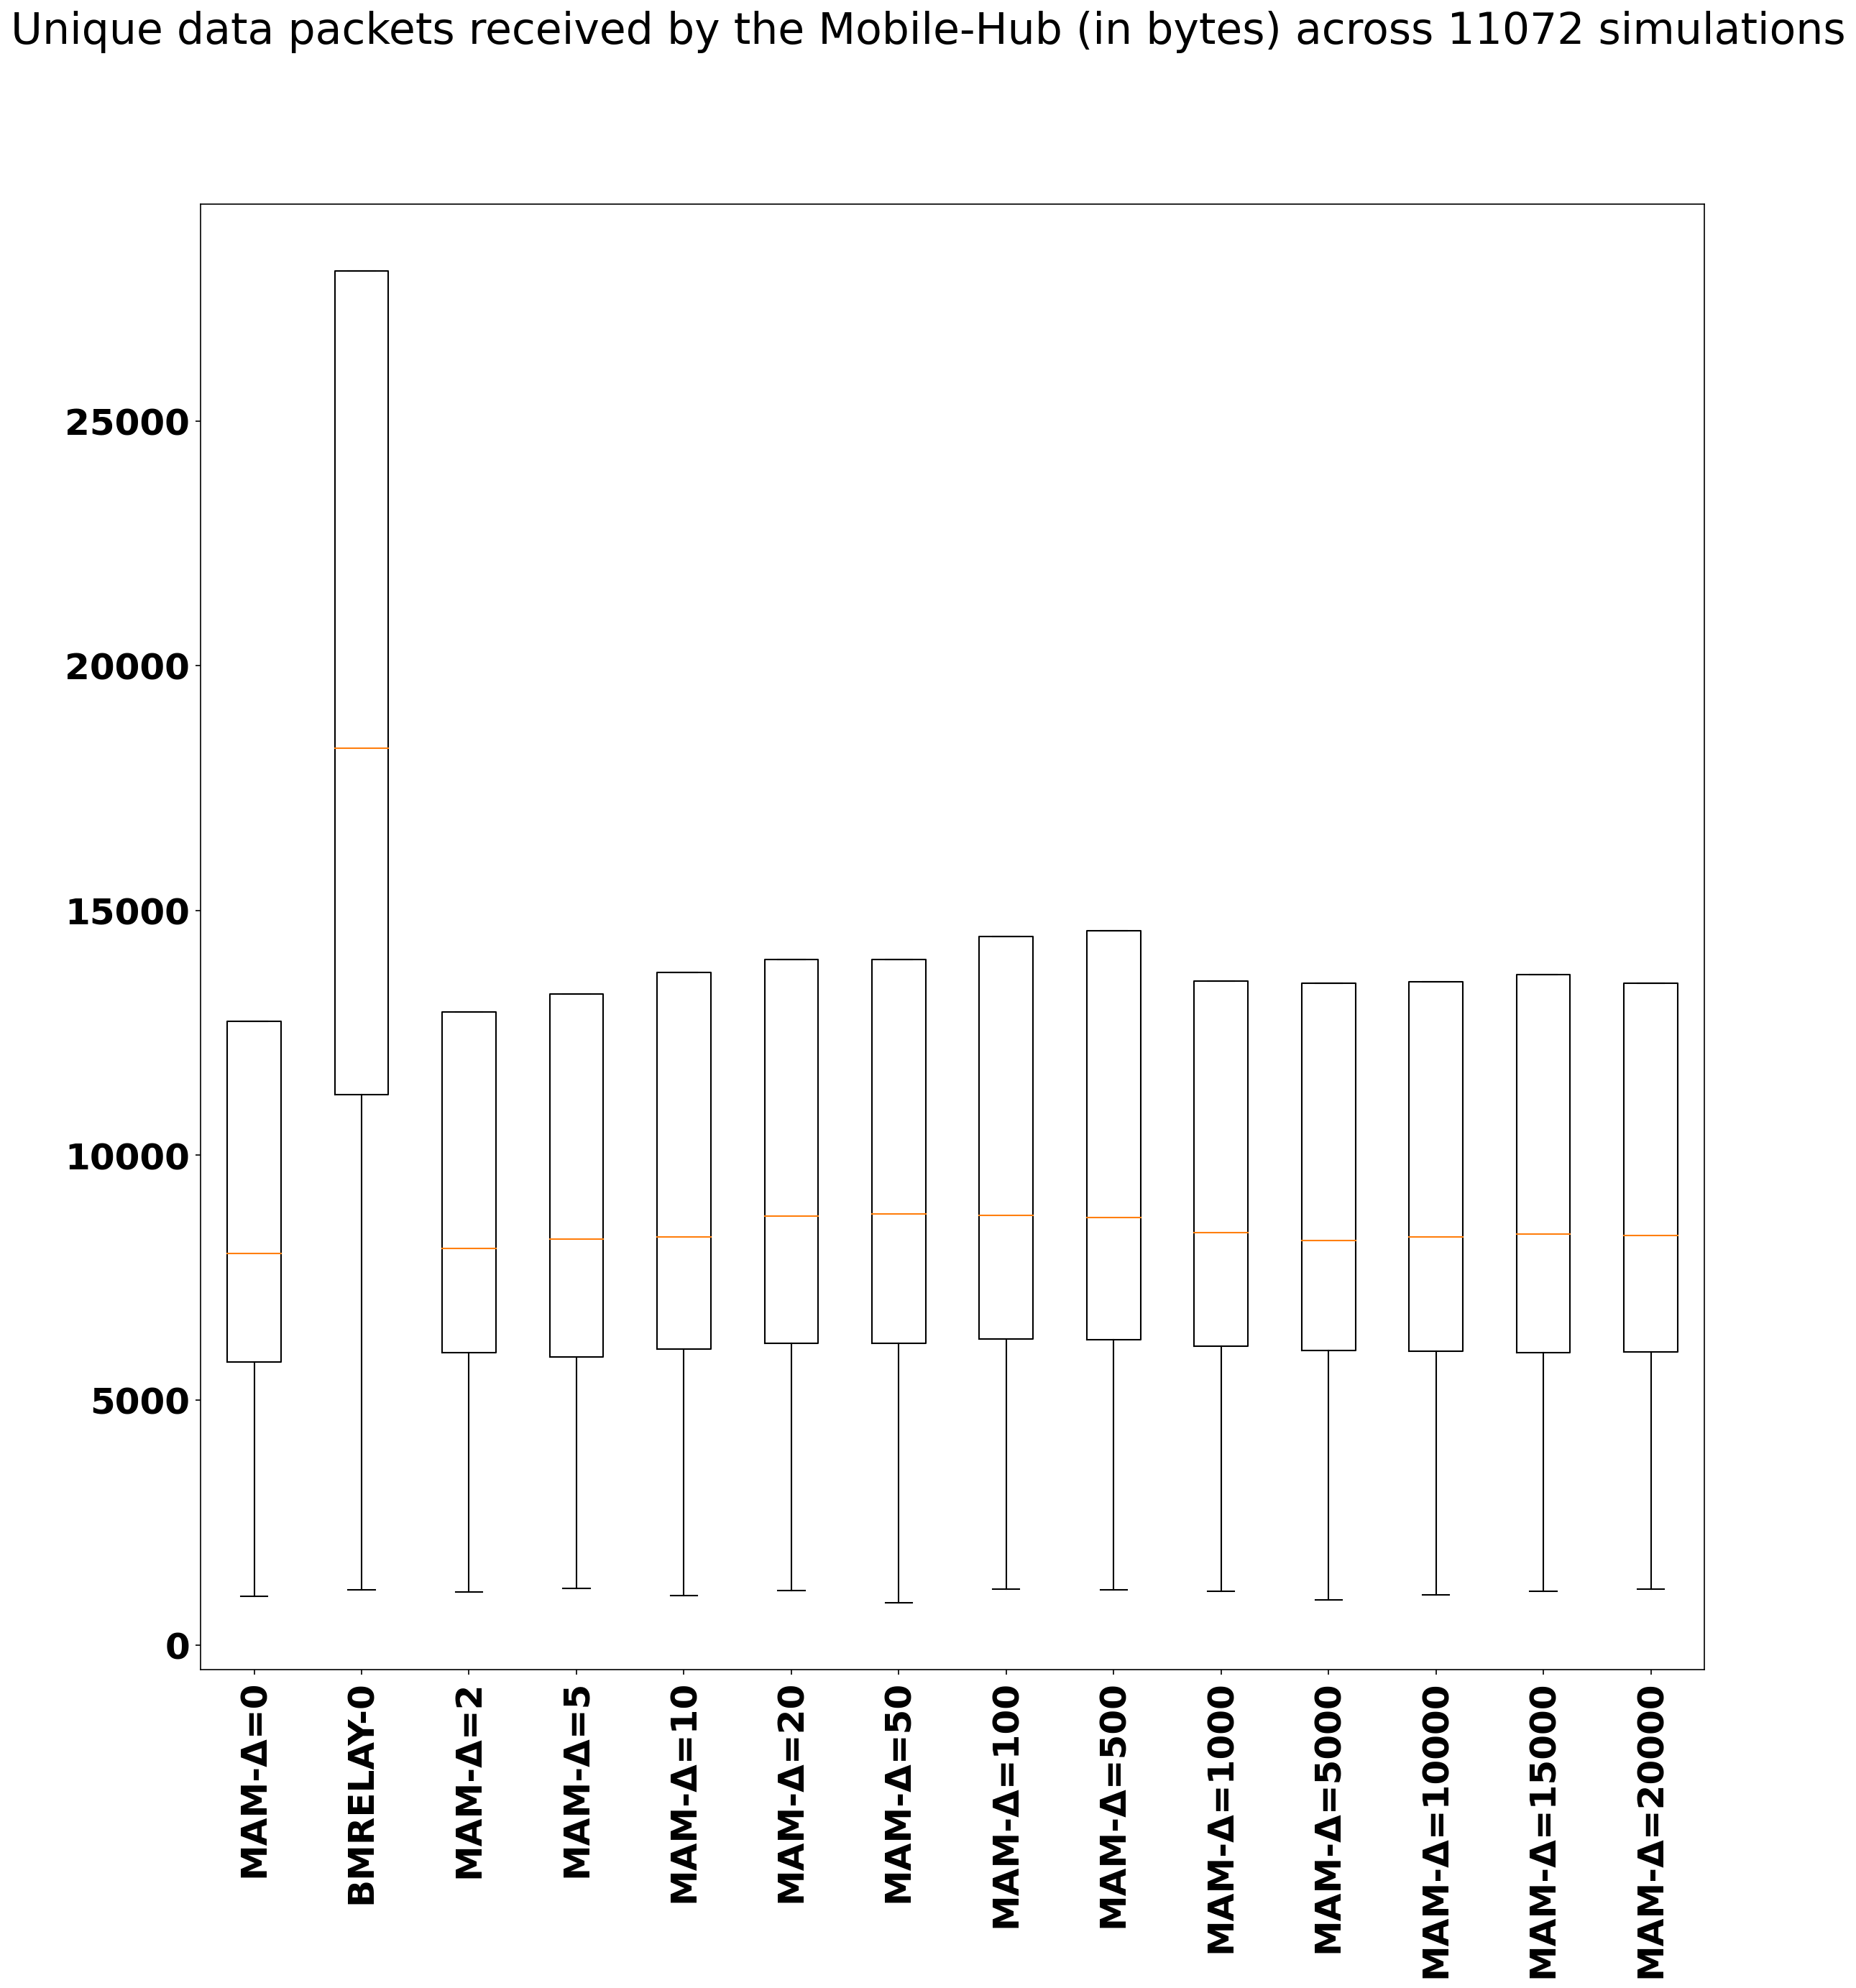 Unique data packets received by the Mobile-Hub (in bytes) across 11072 simulations
25000
20000
15000
10000
5000
0
MAM-Δ=0
BMRELAY-0
MAM-Δ=2
MAM-Δ=5
MAM-Δ=10
MAM-Δ=20
MAM-Δ=50
MAM-Δ=100
MAM-Δ=500
MAM-Δ=1000
MAM-Δ=5000
MAM-Δ=10000
MAM-Δ=15000
MAM-Δ=20000